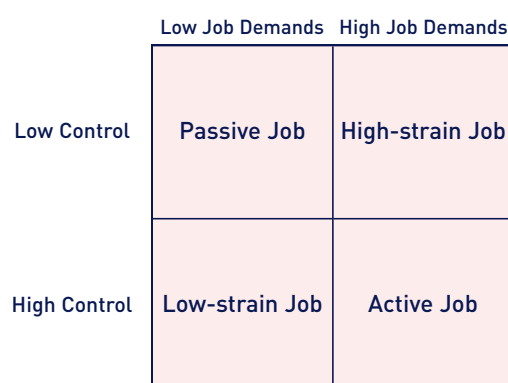 Low Job Demands High Job Demands
Low Control Passive Job High-strain Job
High Control Low-strain Job Active Job